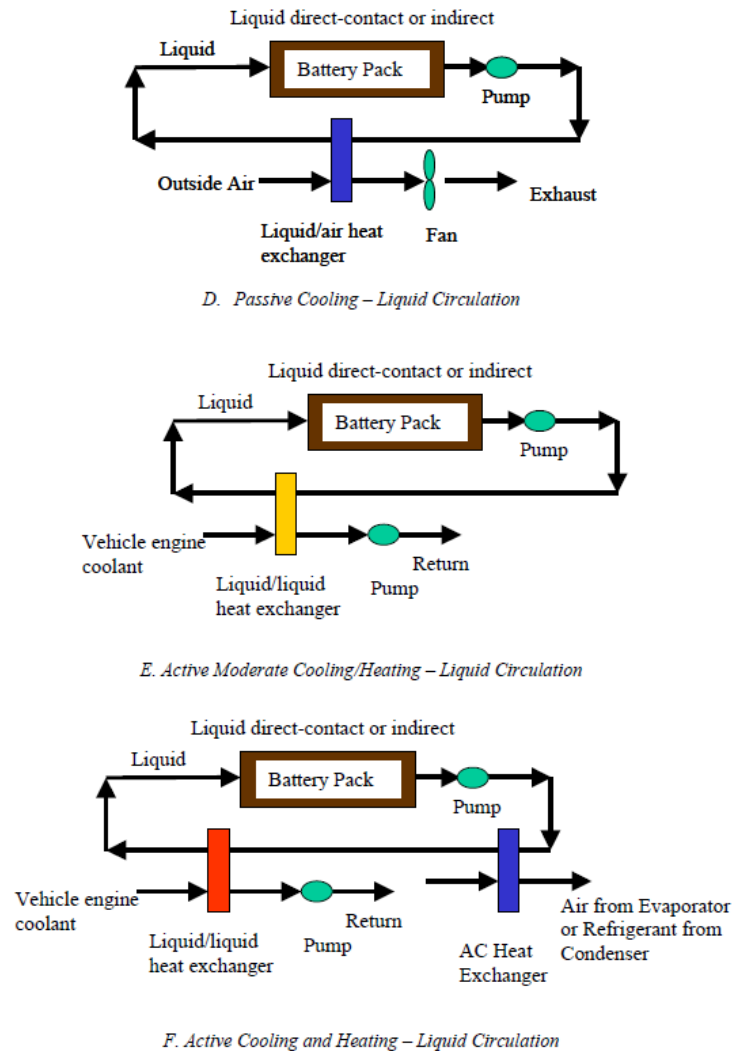 Liquid direct-contact or indirect
Liquid
Battery Pack
Pump
Outside Air
Exhaust
Liquid/air heat
exchanger
Fan
D. Passive Cooling – Liquid Circulation
Liquid direct-contact or indirect
Liquid
Battery Pack
Pump
Vehicle engine
coolant
Return
Liquid/liquid
heat exchanger
Pump
E. Active Moderate Cooling/Heating – Liquid Circulation
Liquid direct-contact or indirect
Liquid
Battery Pack
Pump
Vehicle engine
coolant
Return
Liquid/liquid
heat exchanger
Pump
AC Heat
Exchanger
Air from Evaporator
or Refrigerant from
Condenser
F. Active Cooling and Heating – Liquid Circulation